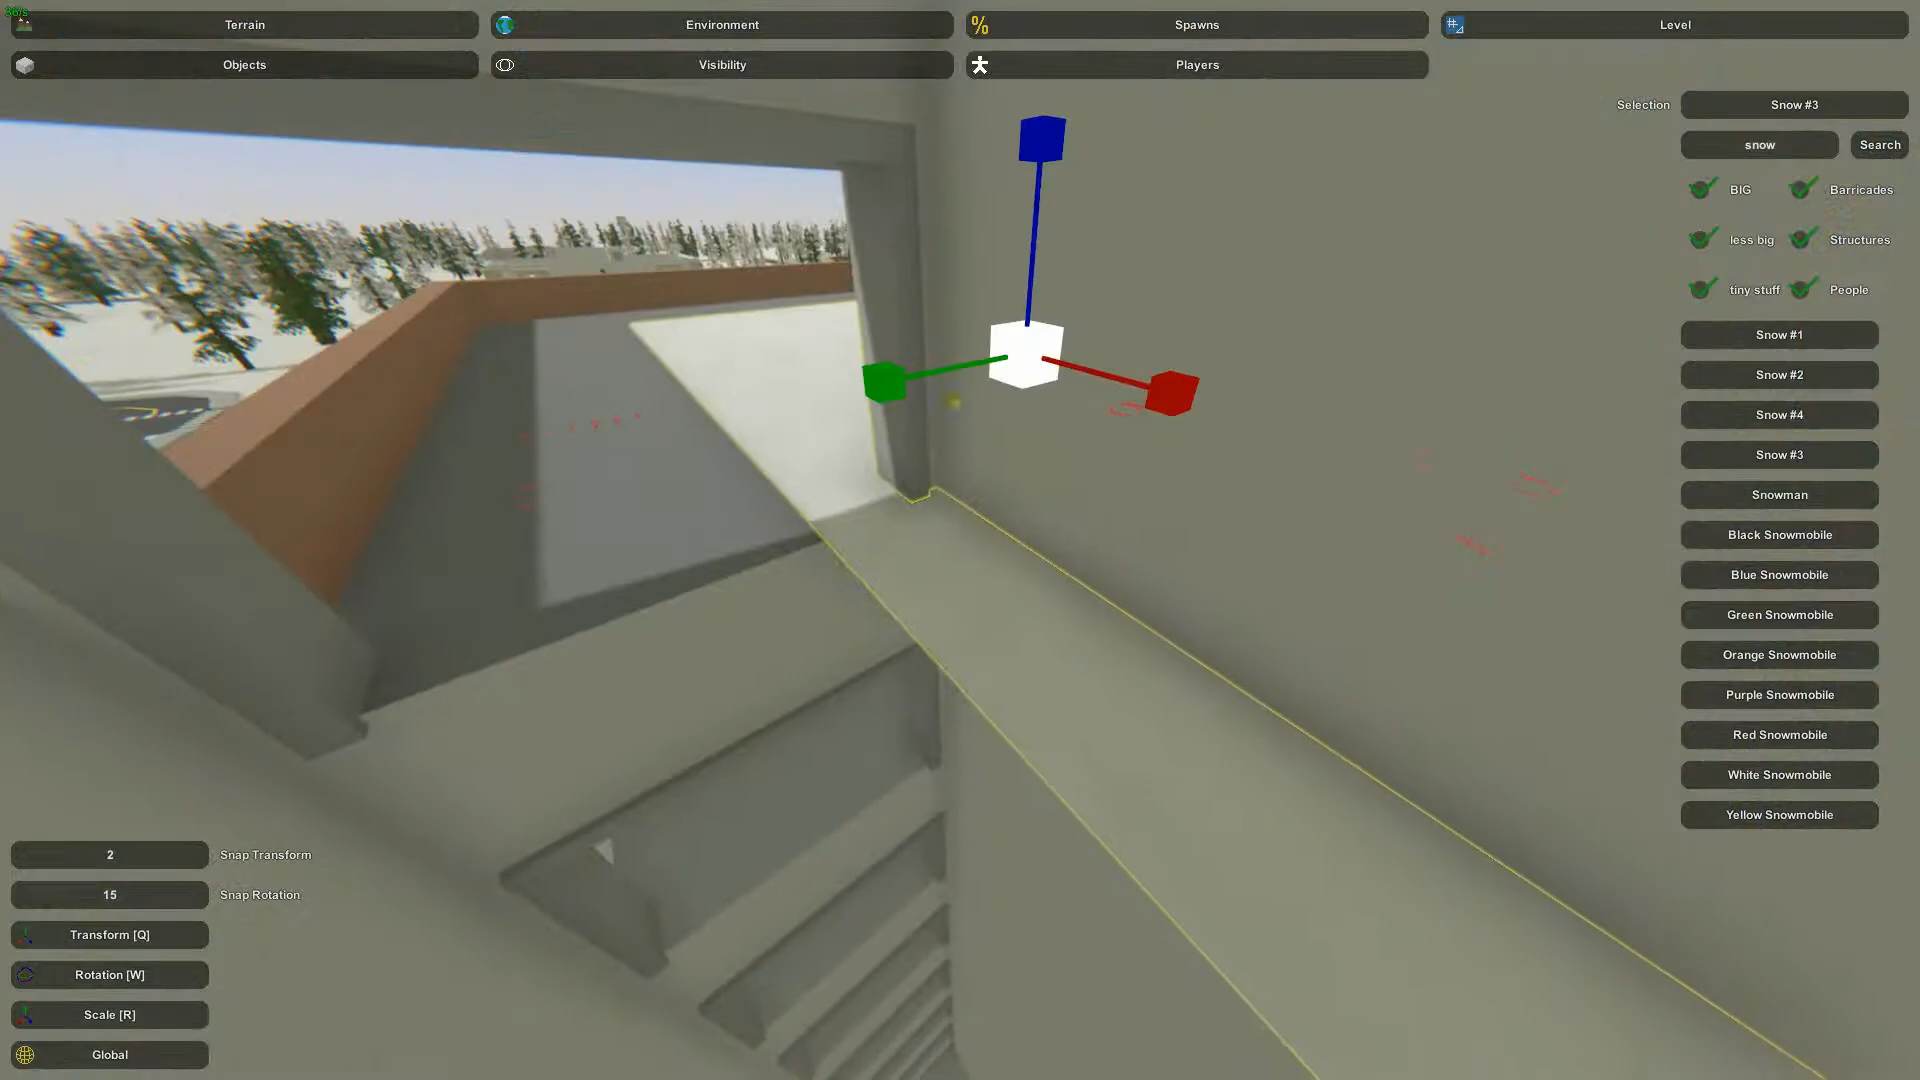 36/s
Terrain
Environment
Spawns
Level
Objects
Visibility
Players
Selection
Snow #3
snow
Search
BIG
Barricades
less big
Structures
tiny stuff
People
Snow #1
Snow #2
Snow #4
Snow #3
Snowman
Black Snowmobile
Blue Snowmobile
Green Snowmobile
Orange Snowmobile
Purple Snowmobile
Red Snowmobile
White Snowmobile
Yellow Snowmobile
2
Snap Transform
15
Snap Rotation
Transform [Q]
Rotation [W]
Scale [R]
Global